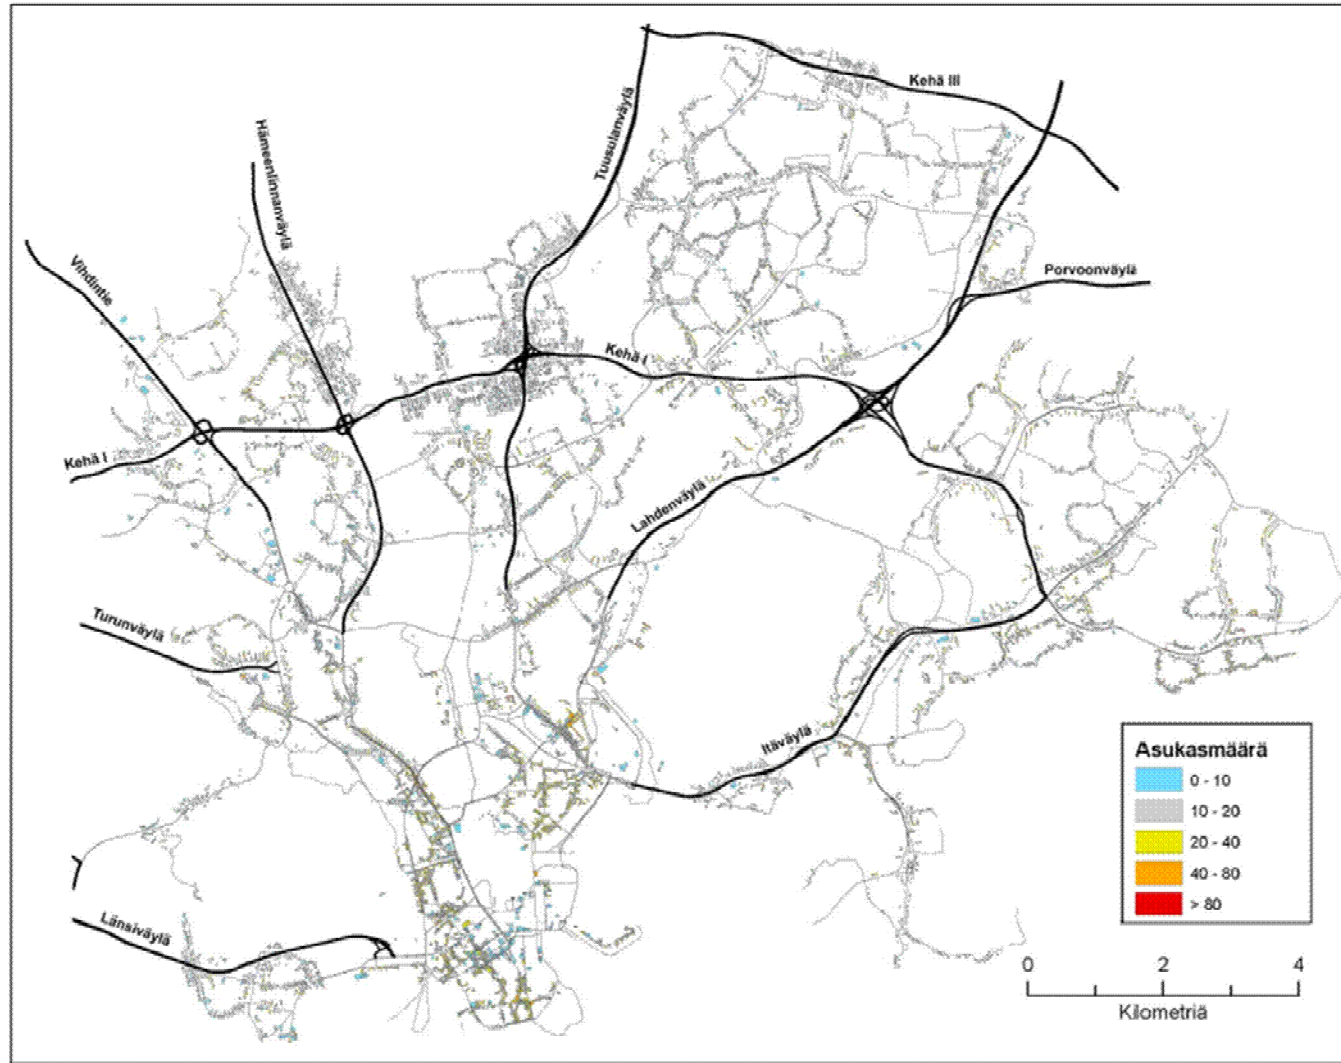 Kehä III
Tuusulanväylä
Hämeenlinnanväylä
Vihdintie
Porvoonväylä
Kehä I
Kehä I
Lahdenväylä
Turunväylä
Itäväylä
Länsiväylä
Asukasmäärä
0 - 10
10 - 20
20 - 40
40 - 80
> 80
0 2 4
Kilometriä